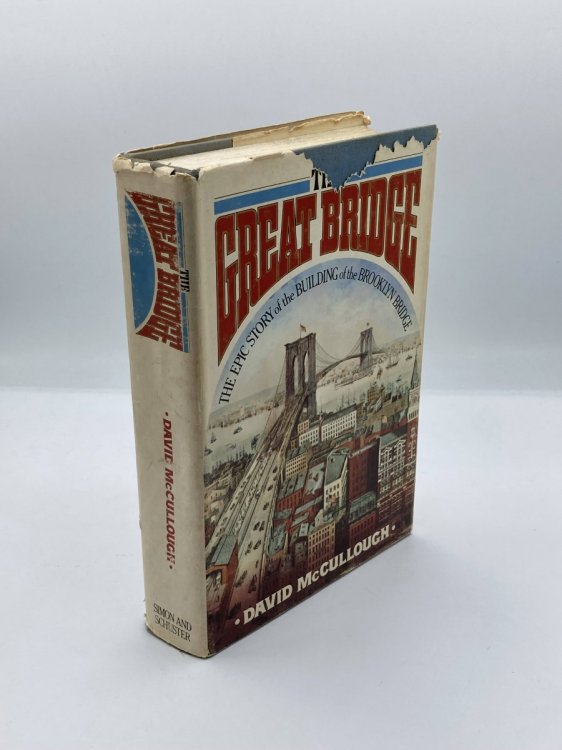 THE
GREAT BRIDGE
THE EPIC STORY of the BUILDING of the BROOKLYN BRIDGE
• DAVID McCULLOUGH •
THE
GREAT BRIDGE
• DAVID McCULLOUGH •
SIMON AND
SCHUSTER